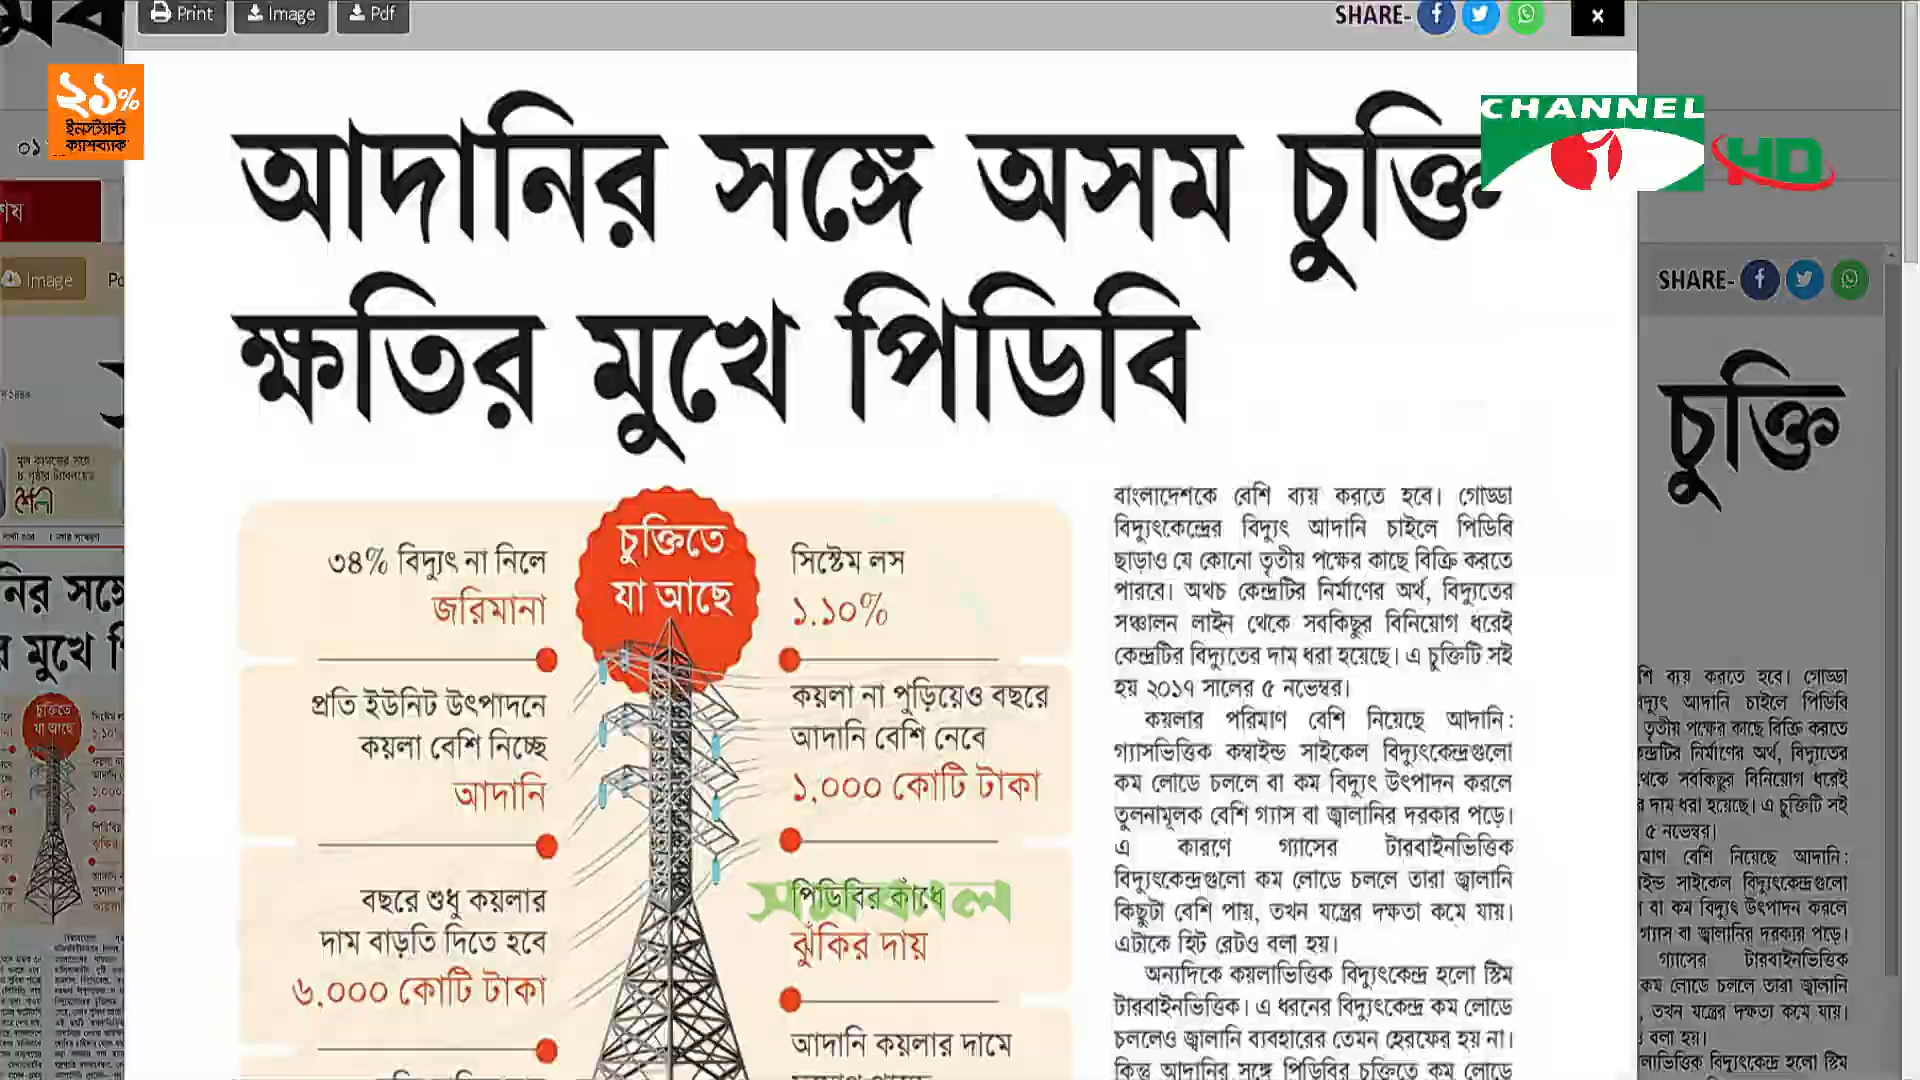 Print
Image
Pdf
SHARE-
x
২১%
ইনস্ট্যান্ট
ক্যাশব্যাক
CHANNEL
HD
আদানির সঙ্গে অসম চুক্তি
ক্ষতির মুখে পিডিবি
চুক্তিতে
যা আছে
৩৪% বিদ্যুৎ না নিলে
জরিমানা
প্রতি ইউনিট উৎপাদনে
কয়লা বেশি নিচ্ছে
আদানি
বছরে শুধু কয়লার
দাম বাড়তি দিতে হবে
৬,০০০ কোটি টাকা
সিস্টেম লস
১.১০%
কয়লা না পুড়িয়েও বছরে
আদানি বেশি নেবে
১,০০০ কোটি টাকা
পিডিবির কাঁধে
ঝুঁকির দায়
সমকাল
আদানি কয়লার দামে
বাংলাদেশকে বেশি ব্যয় করতে হবে। গোড্ডা
বিদ্যুৎকেন্দ্রের বিদ্যুৎ আদানি চাইলে পিডিবি
ছাড়াও যে কোনো তৃতীয় পক্ষের কাছে বিক্রি করতে
পারবে। অথচ কেন্দ্রটির নির্মাণের অর্থ, বিদ্যুতের
সঞ্চালন লাইন থেকে সবকিছুর বিনিয়োগ ধরেই
কেন্দ্রটির বিদ্যুতের দাম ধরা হয়েছে। এ চুক্তিটি সই
হয় ২০১৭ সালের ৫ নভেম্বর।
কয়লার পরিমাণ বেশি নিয়েছে আদানি:
গ্যাসভিত্তিক কম্বাইন্ড সাইকেল বিদ্যুৎকেন্দ্রগুলো
কম লোডে চললে বা কম বিদ্যুৎ উৎপাদন করলে
তুলনামূলক বেশি গ্যাস বা জ্বালানির দরকার পড়ে।
এ কারণে গ্যাসের টারবাইনভিত্তিক
বিদ্যুৎকেন্দ্রগুলো কম লোডে চললে তারা জ্বালানি
কিছুটা বেশি পায়, তখন যন্ত্রের দক্ষতা কমে যায়।
এটাকে হিট রেটও বলা হয়।
অন্যদিকে কয়লাভিত্তিক বিদ্যুৎকেন্দ্র হলো স্টিম
টারবাইনভিত্তিক। এ ধরনের বিদ্যুৎকেন্দ্র কম লোডে
চললেও জ্বালানি ব্যবহারের তেমন হেরফের হয় না।
কিন্তু আদানির সঙ্গে পিডিবির চুক্তিতে কম লোডে
Image
SHARE-
চুক্তি